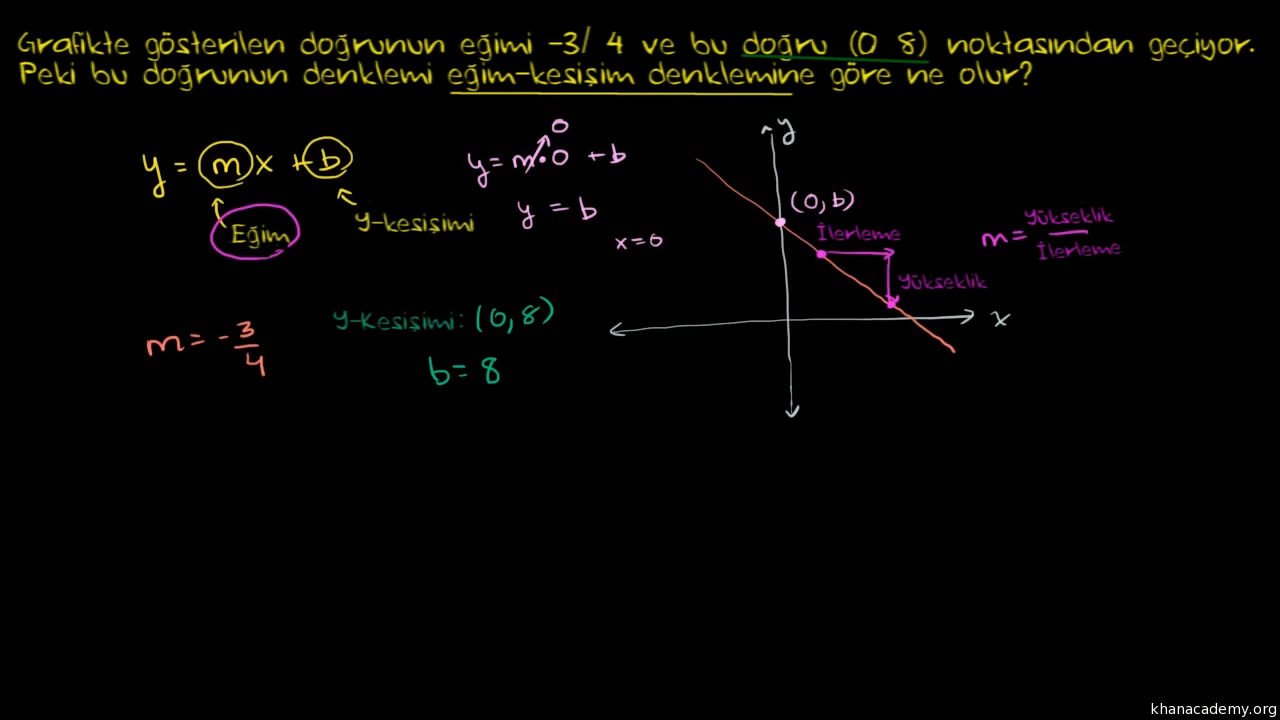 Grafikte gösterilen doğrunun eğimi -3/ 4 ve bu doğru (0 8) noktasından geçiyor.
Peki bu doğrunun denklemi eğim-kesişim denklemine göre ne olur?
y = m x + b
Eğim
y-kesişimi
0
y = m · 0 + b
y = b
x = 0
y
(0, b)
İlerleme
Yükseklik
x
m = Yükseklik
İlerleme
m = - 3/4
y-kesişimi: (0, 8)
b = 8
khanacademy.org